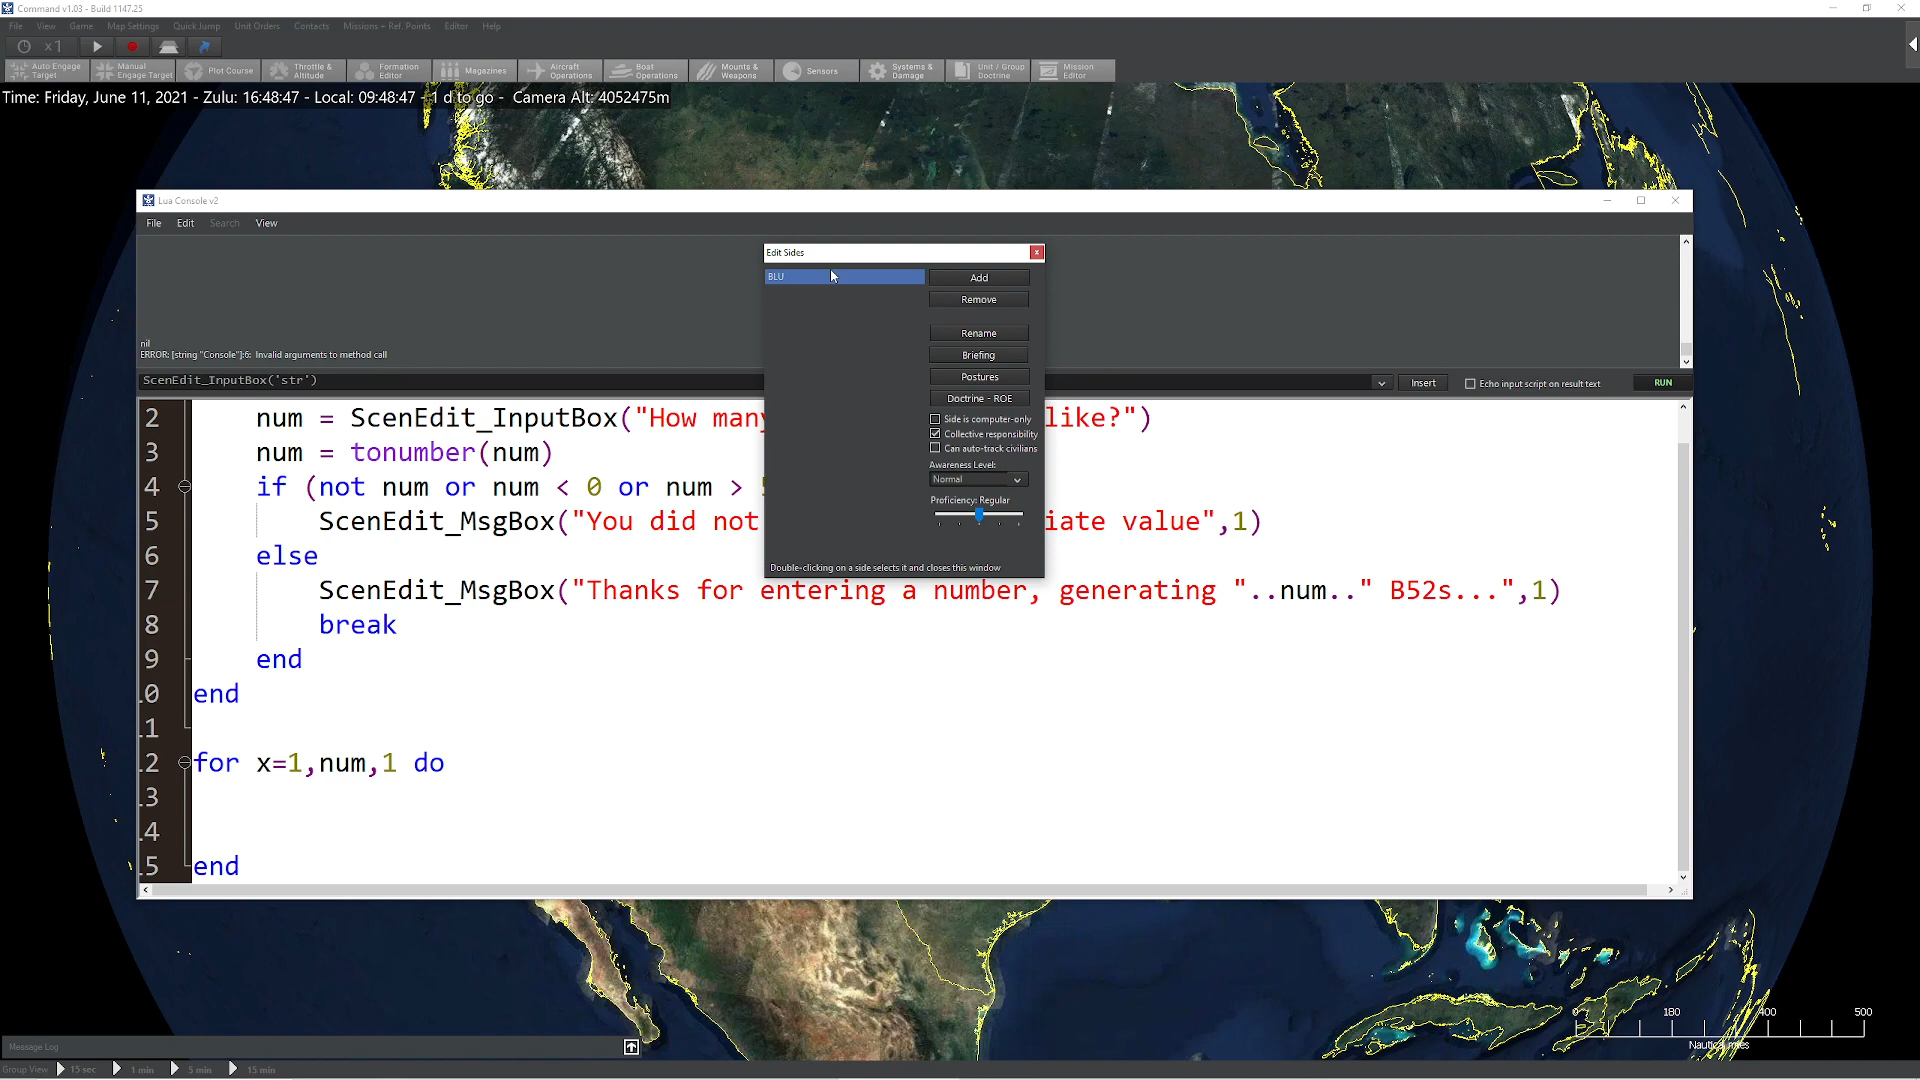 Command v1.03 - Build 1147.25
File View Game Map Settings Quick Jump Unit Orders Contacts Missions + Ref. Points Editor Help
x1
Auto Engage Target
Manual Engage Target
Plot Course
Throttle & Altitude
Formation Editor
Magazines
Aircraft Operations
Boat Operations
Mounts & Weapons
Sensors
Systems & Damage
Unit / Group Doctrine
Mission Editor
Time: Friday, June 11, 2021 - Zulu: 16:48:47 - Local: 09:48:47 - 1 d to go - Camera Alt: 4052475m
Lua Console v2
File Edit Search View
nil
ERROR: [string "Console"]:6: Invalid arguments to method call
ScenEdit_InputBox('str')
Insert
Echo input script on result text
RUN
Edit Sides
x
BLU
Add
Remove
Rename
Briefing
Postures
Doctrine - ROE
Side is computer-only
Collective responsibility
Can auto-track civilians
Awareness Level:
Normal
Proficiency: Regular
Double-clicking on a side selects it and closes this window
2 num = ScenEdit_InputBox("How many like?")
3 num = tonumber(num)
4 if (not num or num < 0 or num >
5 ScenEdit_MsgBox("You did not iate value",1)
6 else
7 ScenEdit_MsgBox("Thanks for entering a number, generating "..num.." B52s...",1)
8 break
9 end
.0 end
.1
.2 for x=1,num,1 do
.3
.4
.5 end
0 180 400 500
Nautical miles
Message Log
Group View 15 sec 1 min 5 min 15 min